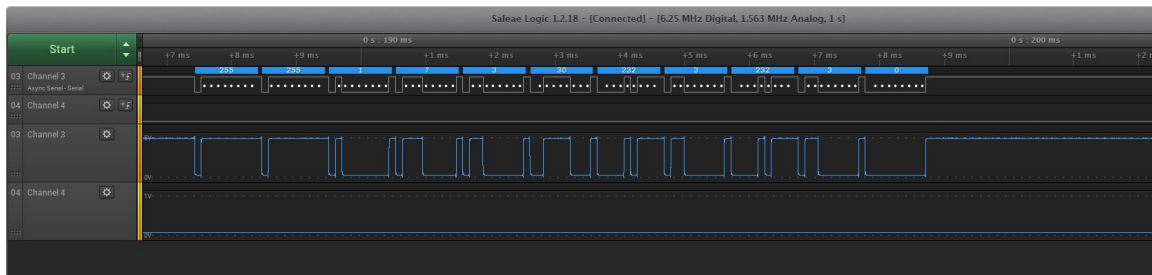 Saleae Logic 1.2.18 - [Connected] - [6.25 MHz Digital, 1.563 MHz Analog, 1 s]
Start
0 s : 190 ms
0 s : 200 ms
+7 ms +8 ms +9 ms +1 ms +2 ms +3 ms +4 ms +5 ms +6 ms +7 ms +8 ms +9 ms +1 ms +2
03 Channel 3
Async Serial - Serial
255 255 1 7 3 30 232 3 232 3 0
04 Channel 4
03 Channel 3
0V
04 Channel 4
1V
0V